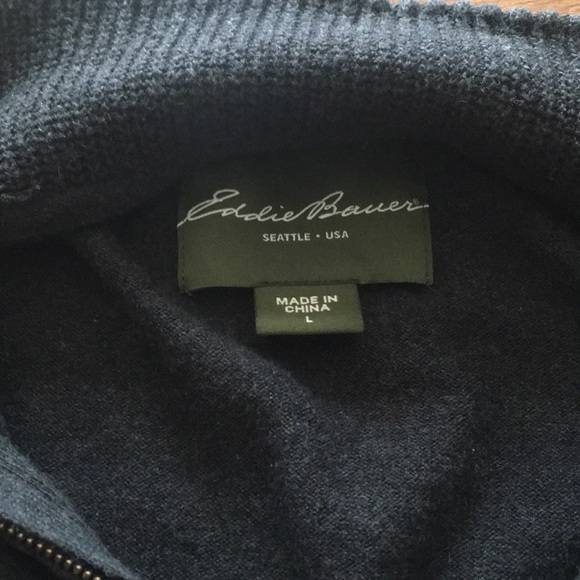 Eddie Bauer®
SEATTLE • USA
MADE IN
CHINA
L